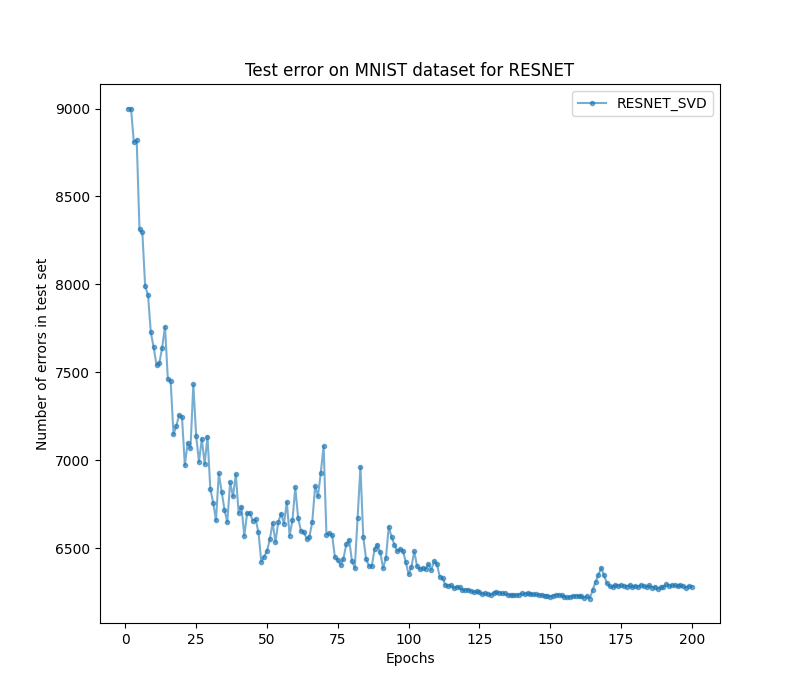 Test error on MNIST dataset for RESNET
RESNET_SVD
9000
8500
8000
7500
7000
6500
Number of errors in test set
0 25 50 75 100 125 150 175 200
Epochs